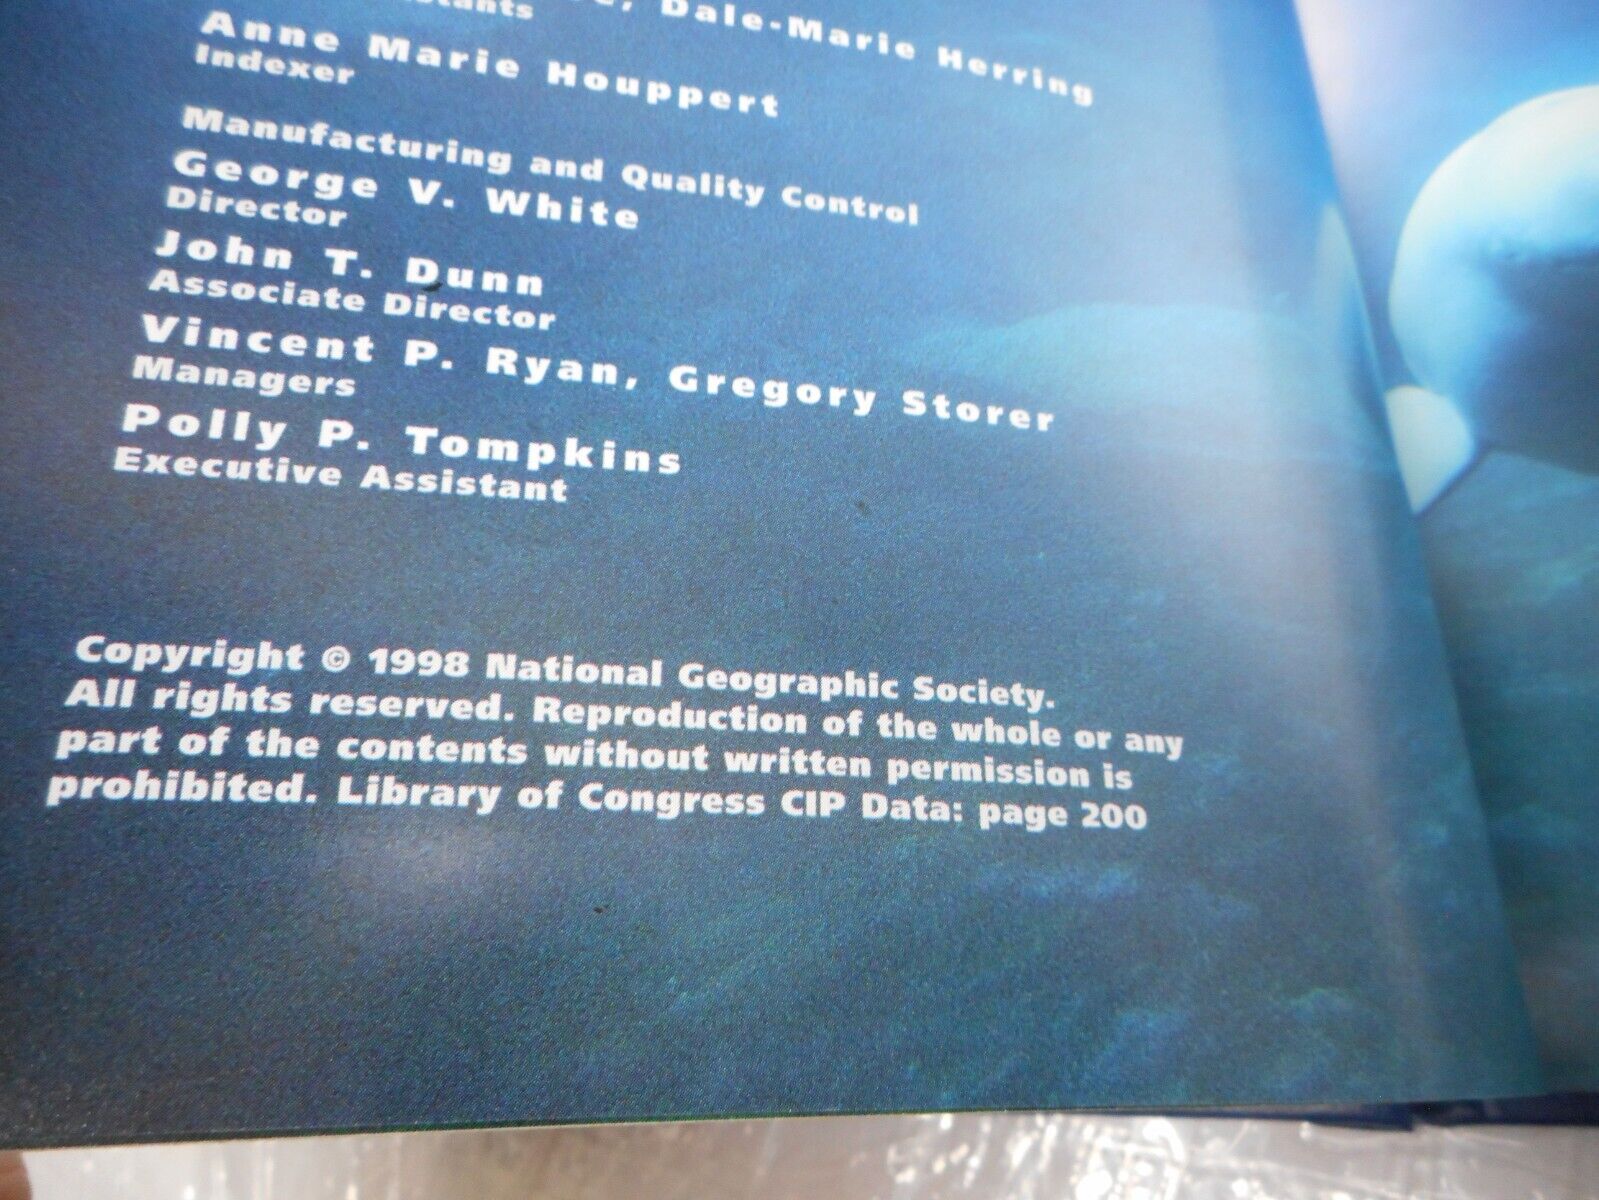 Dale-Marie Herring
Anne Marie Houppert
Indexer
Manufacturing and Quality Control
George V. White
Director
John T. Dunn
Associate Director
Vincent P. Ryan, Gregory Storer
Managers
Polly P. Tompkins
Executive Assistant
Copyright © 1998 National Geographic Society.
All rights reserved. Reproduction of the whole or any
part of the contents without written permission is
prohibited. Library of Congress CIP Data: page 200